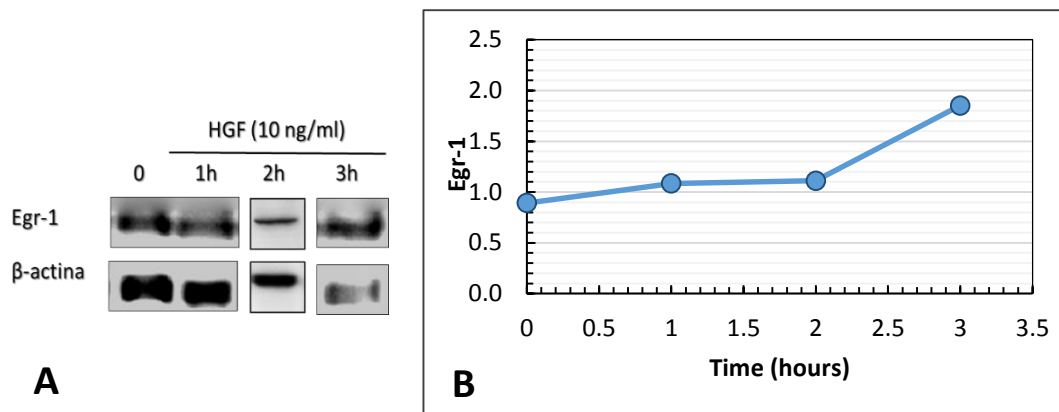 HGF (10 ng/ml)
0 1h 2h 3h
Egr-1
β-actina
A
2.5
2.0
1.5
1.0
0.5
0.0
Egr-1
0 0.5 1 1.5 2 2.5 3 3.5
Time (hours)
B